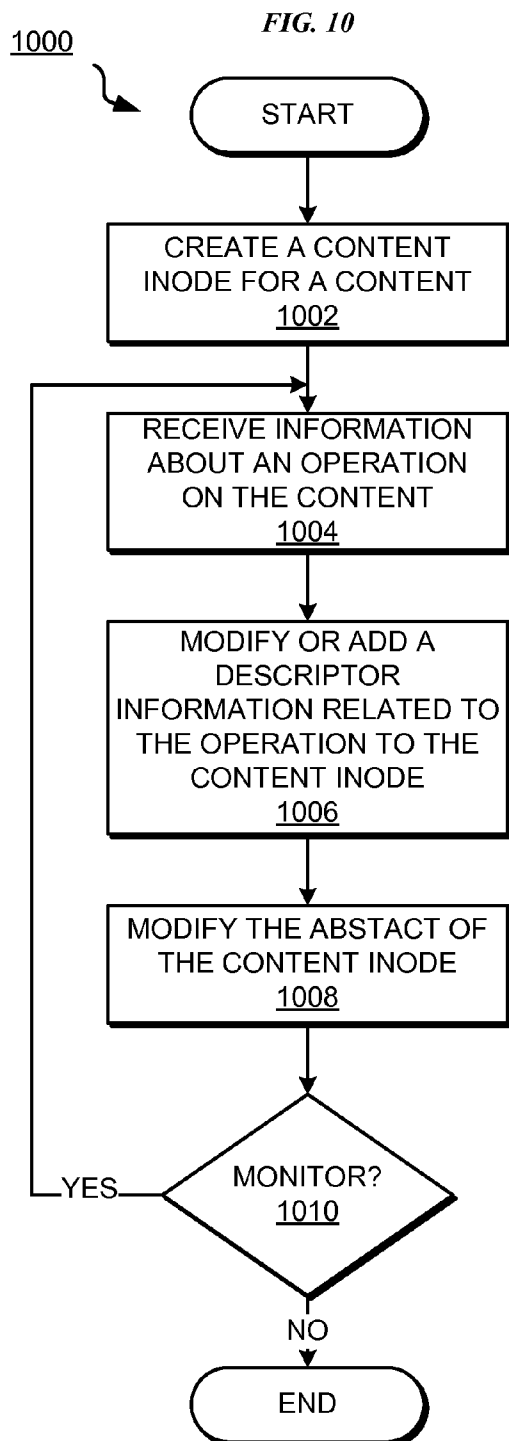 FIG. 10
1000
START
CREATE A CONTENT
INODE FOR A CONTENT
1002
RECEIVE INFORMATION
ABOUT AN OPERATION
ON THE CONTENT
1004
MODIFY OR ADD A
DESCRIPTOR
INFORMATION RELATED TO
THE OPERATION TO THE
CONTENT INODE
1006
MODIFY THE ABSTACT OF
THE CONTENT INODE
1008
MONITOR?
1010
YES
NO
END